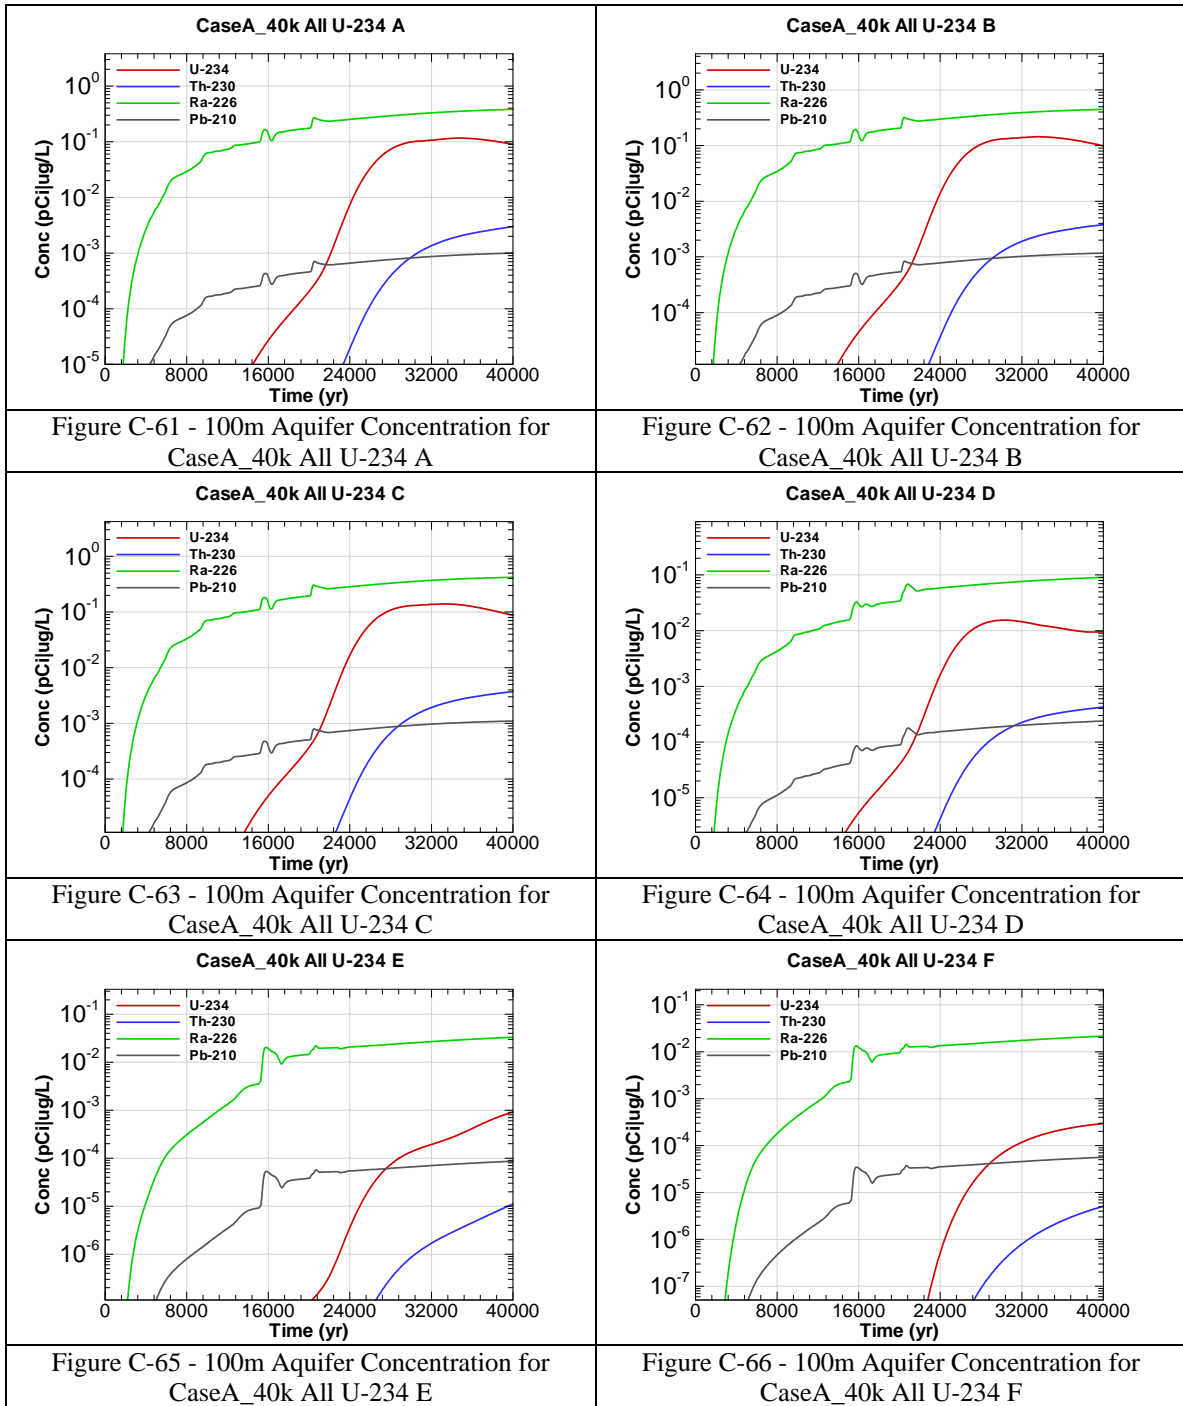 CaseA_40k All U-234 A
U-234
Th-230
Ra-226
Pb-210
Conc (pCi|ug/L)
10^0
10^-1
10^-2
10^-3
10^-4
10^-5
0 8000 16000 24000 32000 40000
Time (yr)
Figure C-61 - 100m Aquifer Concentration for
CaseA_40k All U-234 A
CaseA_40k All U-234 B
U-234
Th-230
Ra-226
Pb-210
Conc (pCi|ug/L)
10^0
10^-1
10^-2
10^-3
10^-4
0 8000 16000 24000 32000 40000
Time (yr)
Figure C-62 - 100m Aquifer Concentration for
CaseA_40k All U-234 B
CaseA_40k All U-234 C
U-234
Th-230
Ra-226
Pb-210
Conc (pCi|ug/L)
10^0
10^-1
10^-2
10^-3
10^-4
0 8000 16000 24000 32000 40000
Time (yr)
Figure C-63 - 100m Aquifer Concentration for
CaseA_40k All U-234 C
CaseA_40k All U-234 D
U-234
Th-230
Ra-226
Pb-210
Conc (pCi|ug/L)
10^-1
10^-2
10^-3
10^-4
10^-5
0 8000 16000 24000 32000 40000
Time (yr)
Figure C-64 - 100m Aquifer Concentration for
CaseA_40k All U-234 D
CaseA_40k All U-234 E
U-234
Th-230
Ra-226
Pb-210
Conc (pCi|ug/L)
10^-1
10^-2
10^-3
10^-4
10^-5
10^-6
0 8000 16000 24000 32000 40000
Time (yr)
Figure C-65 - 100m Aquifer Concentration for
CaseA_40k All U-234 E
CaseA_40k All U-234 F
U-234
Th-230
Ra-226
Pb-210
Conc (pCi|ug/L)
10^-1
10^-2
10^-3
10^-4
10^-5
10^-6
10^-7
0 8000 16000 24000 32000 40000
Time (yr)
Figure C-66 - 100m Aquifer Concentration for
CaseA_40k All U-234 F